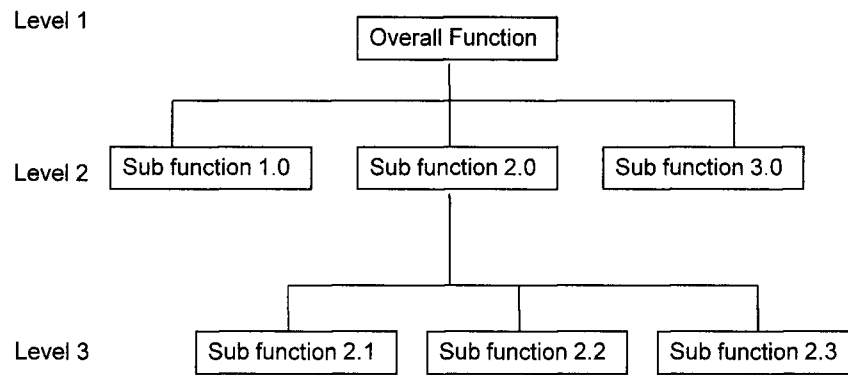 Level 1
Overall Function
Level 2
Sub function 1.0
Sub function 2.0
Sub function 3.0
Level 3
Sub function 2.1
Sub function 2.2
Sub function 2.3